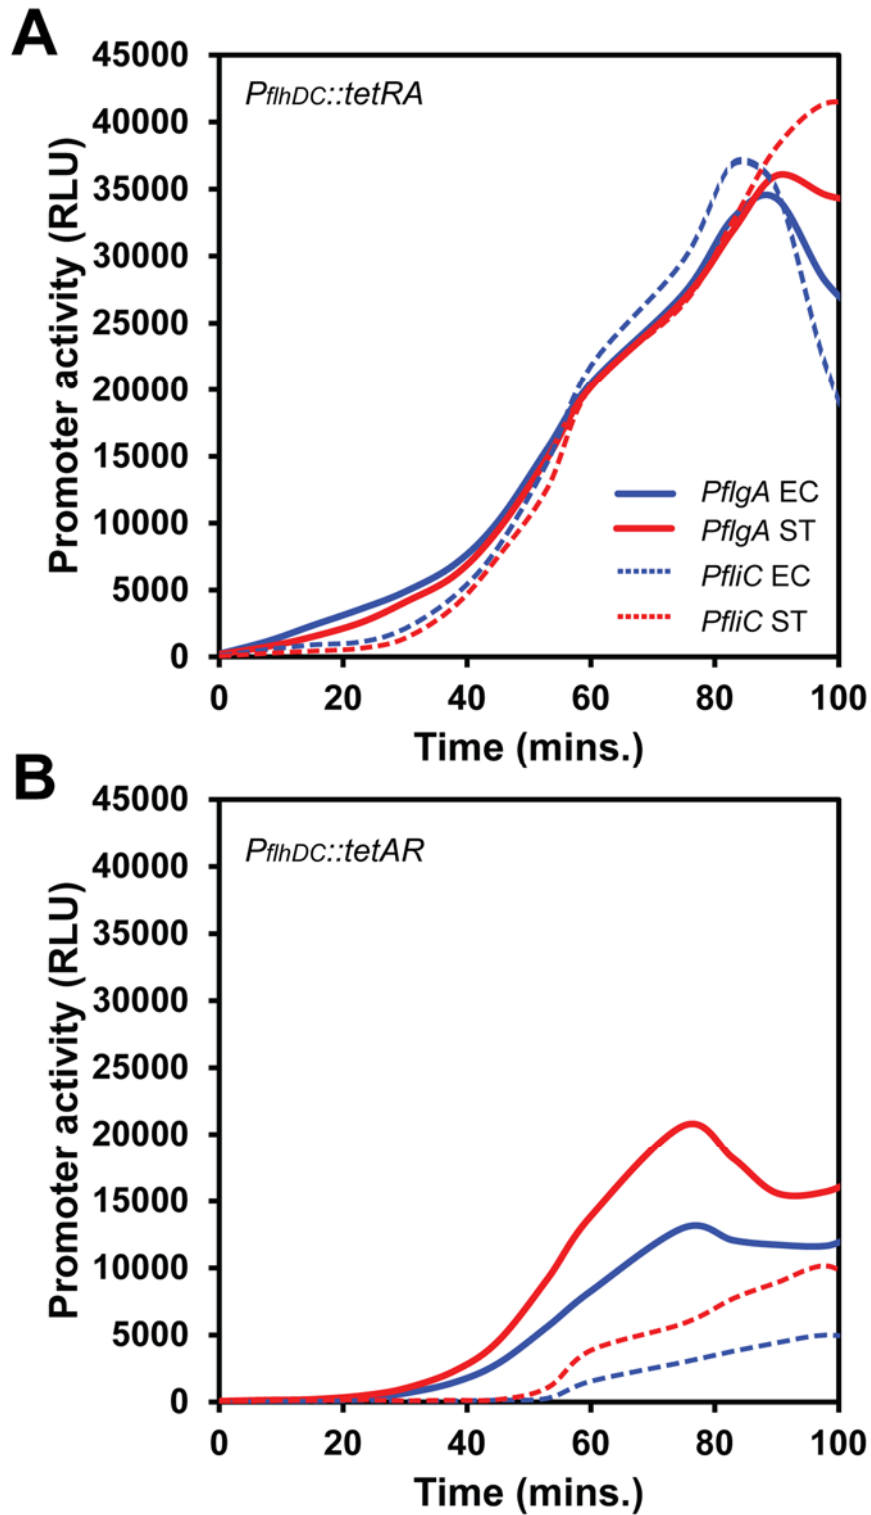 A
45000
40000
35000
30000
25000
20000
15000
10000
5000
0
Promoter activity (RLU)
PflhDC::tetRA
PflgA EC
PflgA ST
PfliC EC
PfliC ST
0 20 40 60 80 100
Time (mins.)
B
45000
40000
35000
30000
25000
20000
15000
10000
5000
0
Promoter activity (RLU)
PflhDC::tetAR
0 20 40 60 80 100
Time (mins.)